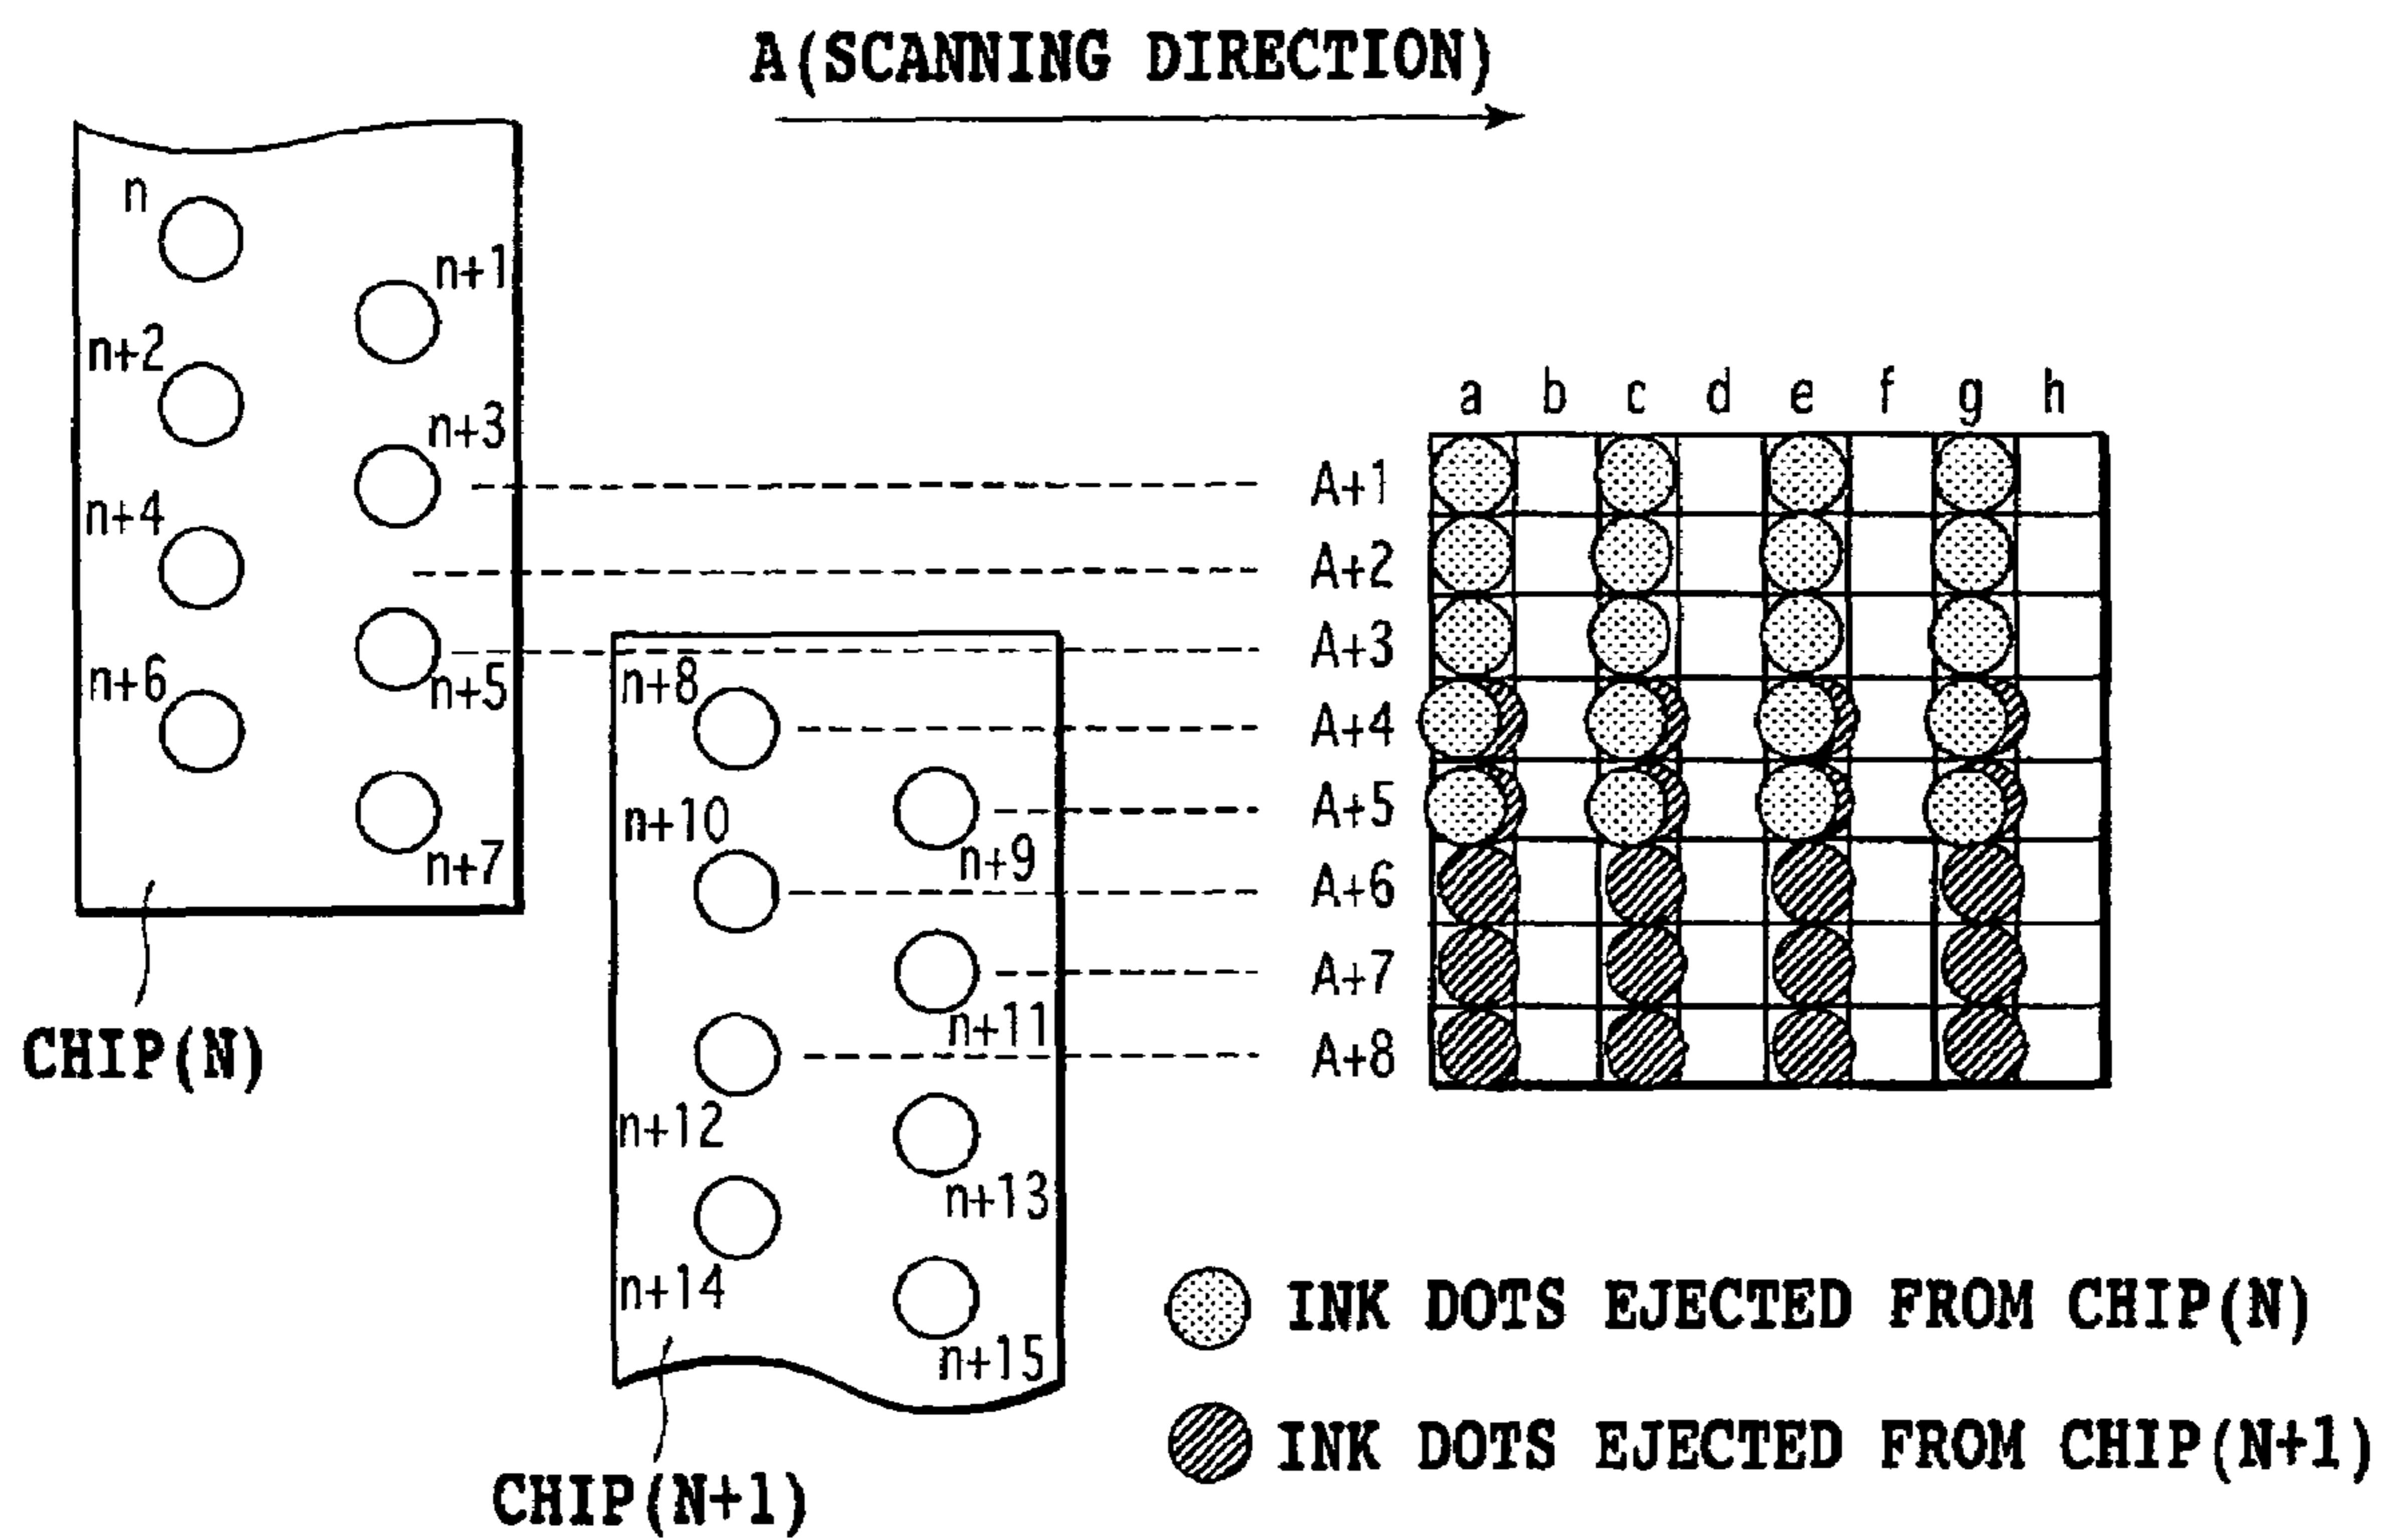 A(SCANNING DIRECTION)
n
n+1
n+2
n+3
n+4
n+5
n+6
n+7
CHIP(N)
n+8
n+9
n+10
n+11
n+12
n+13
n+14
n+15
CHIP(N+1)
a b c d e f g h
A+1
A+2
A+3
A+4
A+5
A+6
A+7
A+8
INK DOTS EJECTED FROM CHIP(N)
INK DOTS EJECTED FROM CHIP(N+1)